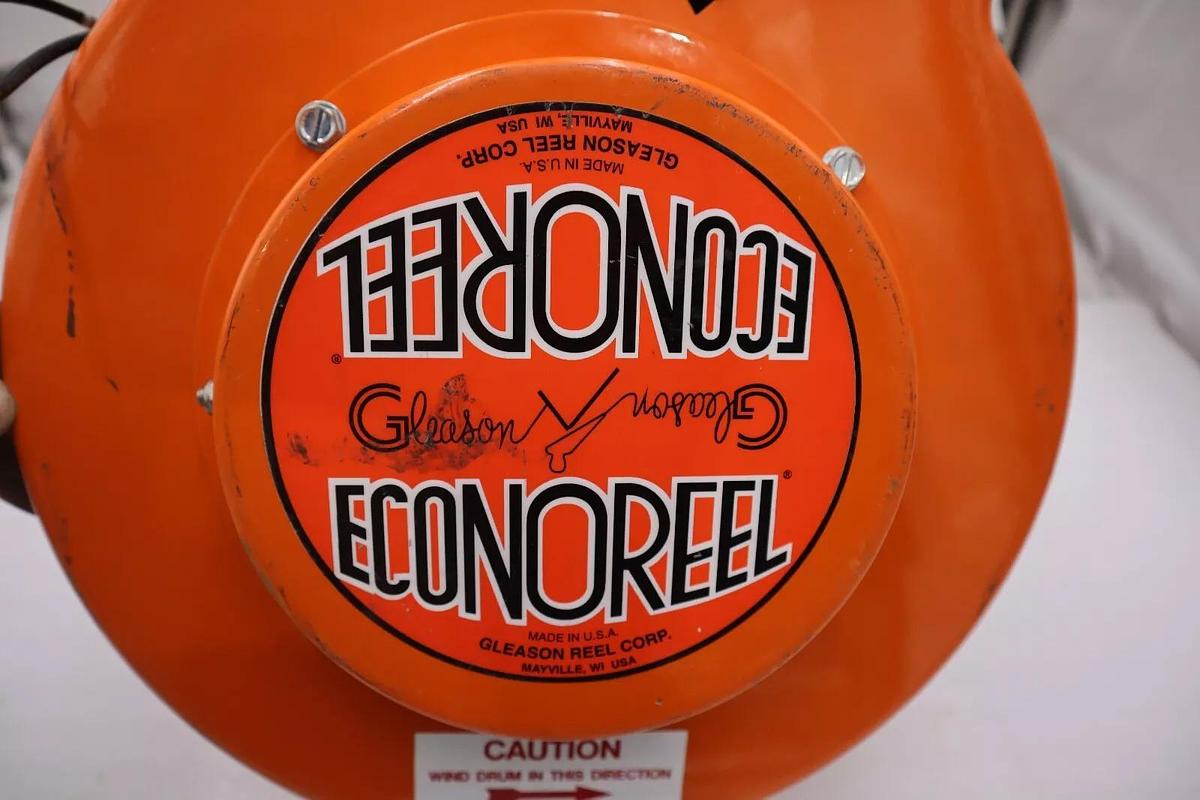 MAYVILLE, WI USA
GLEASON REEL CORP.
MADE IN U.S.A.
ECONOREEL
®
Gleason
Gleason
®
ECONOREEL
MADE IN U.S.A.
GLEASON REEL CORP.
MAYVILLE, WI USA
CAUTION
WIND DRUM IN THIS DIRECTION